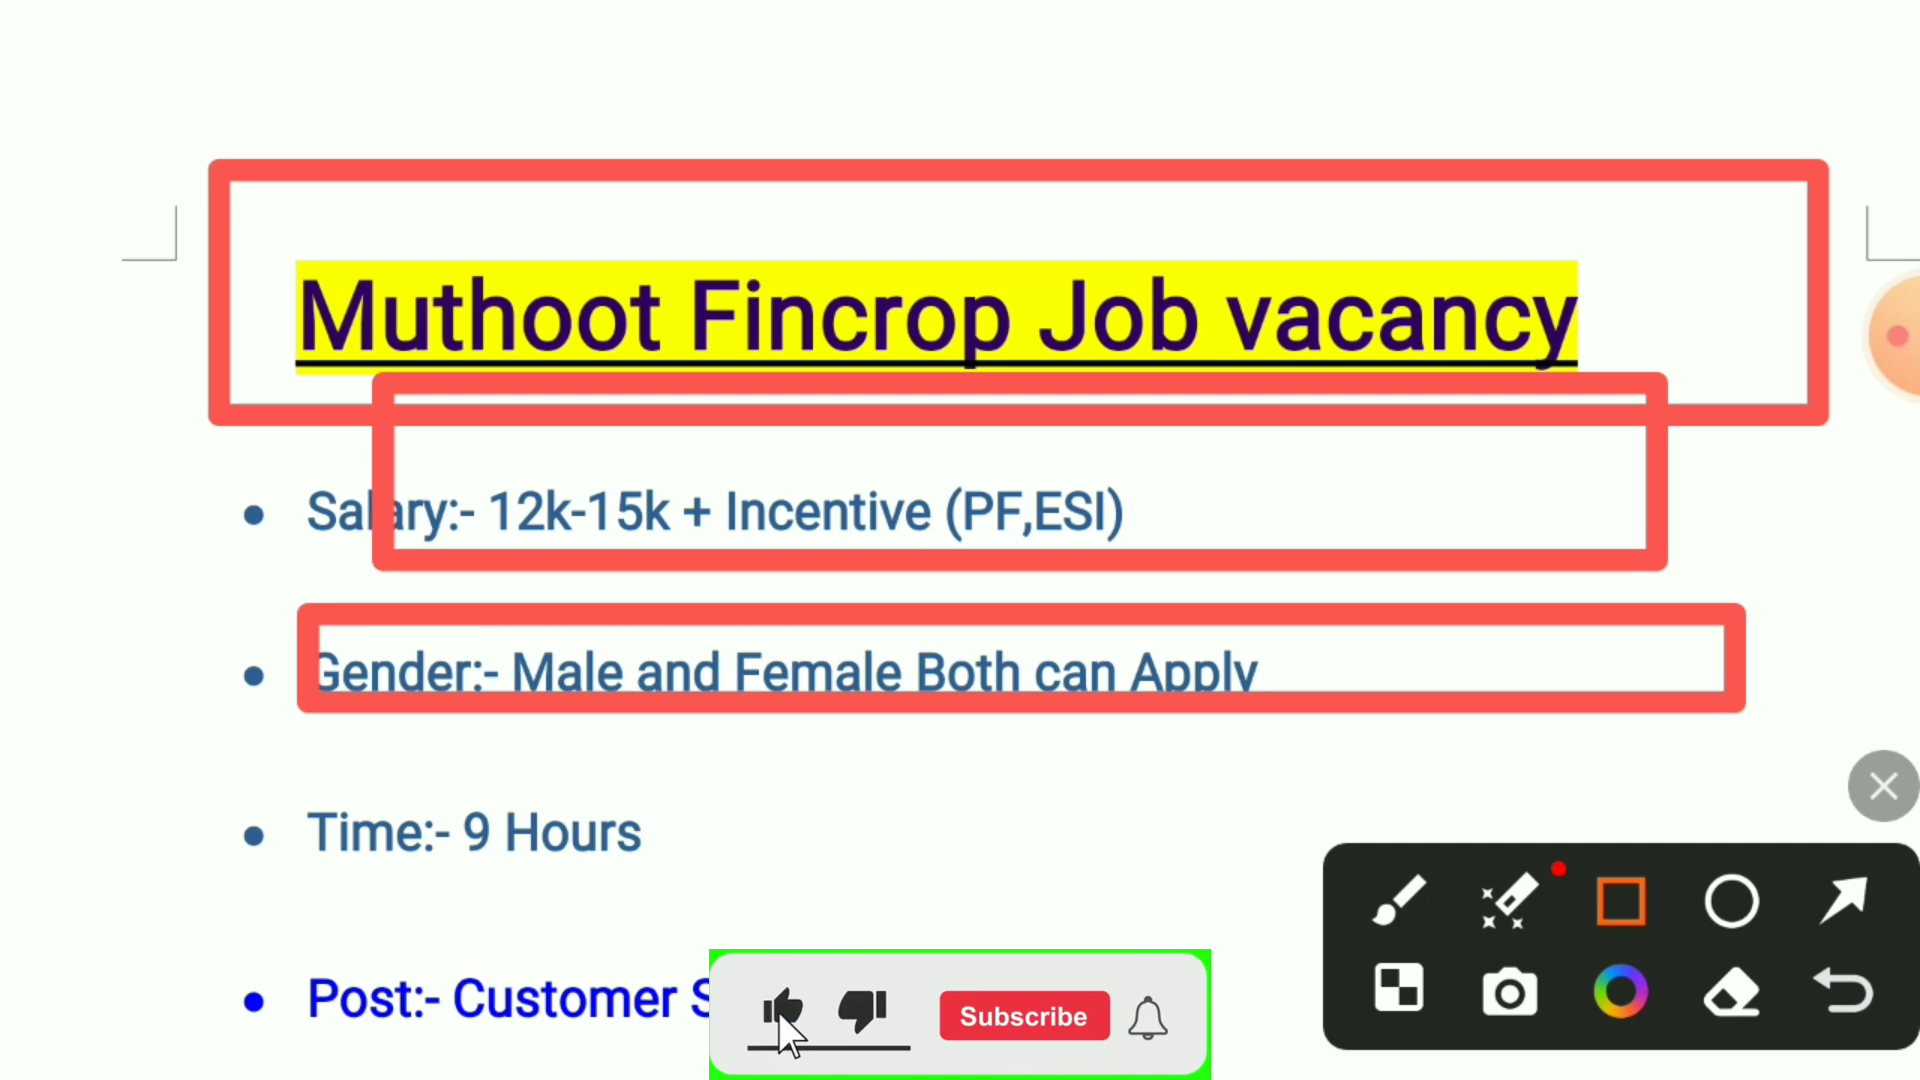 Muthoot Fincrop Job vacancy
Salary:- 12k-15k + Incentive (PF,ESI)
Gender:- Male and Female Both can Apply
Time:- 9 Hours
Post:- Customer
Subscribe